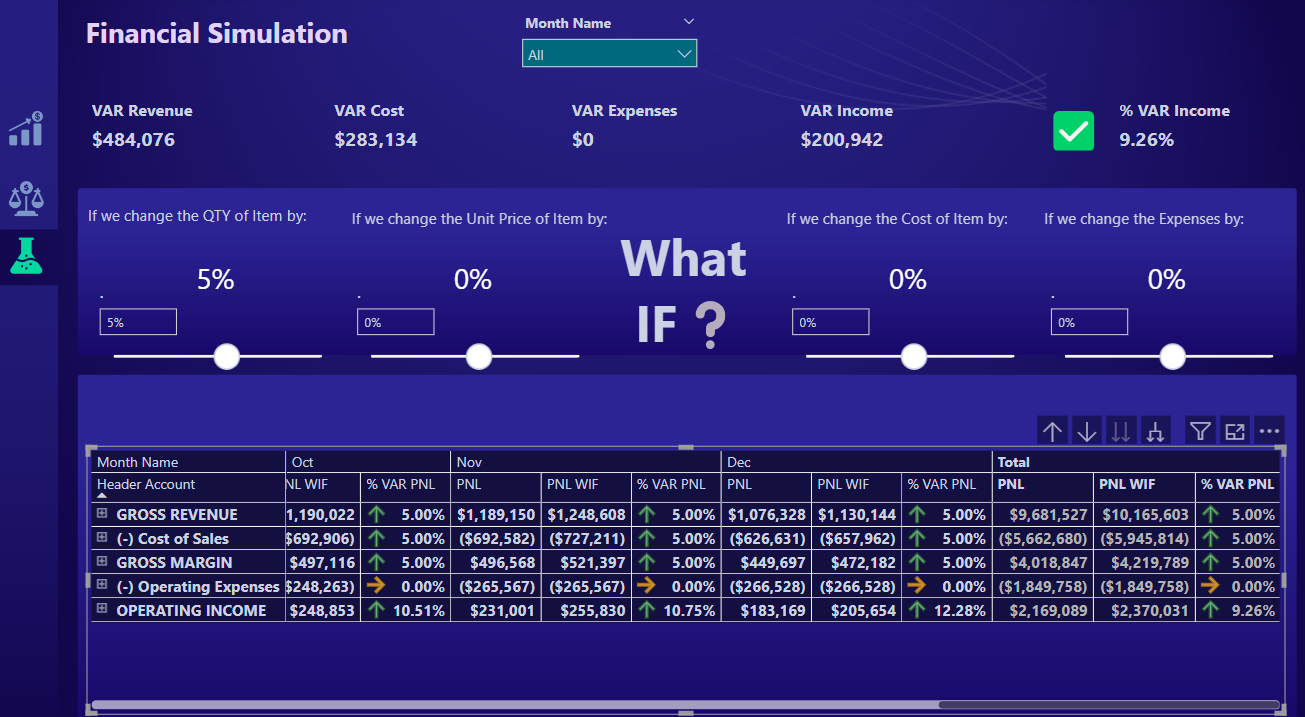 Financial Simulation
Month Name
All
VAR Revenue
$484,076
VAR Cost
$283,134
VAR Expenses
$0
VAR Income
$200,942
% VAR Income
9.26%
If we change the QTY of Item by:
5%
5%
If we change the Unit Price of Item by:
0%
0%
What
IF ?
If we change the Cost of Item by:
0%
0%
If we change the Expenses by:
0%
0%
Month Name Oct Nov Dec Total
Header Account NL WIF % VAR PNL PNL PNL WIF % VAR PNL PNL PNL WIF % VAR PNL PNL PNL WIF % VAR PNL
GROSS REVENUE 1,190,022 5.00% $1,189,150 $1,248,608 5.00% $1,076,328 $1,130,144 5.00% $9,681,527 $10,165,603 5.00%
(-) Cost of Sales $692,906) 5.00% ($692,582) ($727,211) 5.00% ($626,631) ($657,962) 5.00% ($5,662,680) ($5,945,814) 5.00%
GROSS MARGIN $497,116 5.00% $496,568 $521,397 5.00% $449,697 $472,182 5.00% $4,018,847 $4,219,789 5.00%
(-) Operating Expenses $248,263) 0.00% ($265,567) ($265,567) 0.00% ($266,528) ($266,528) 0.00% ($1,849,758) ($1,849,758) 0.00%
OPERATING INCOME $248,853 10.51% $231,001 $255,830 10.75% $183,169 $205,654 12.28% $2,169,089 $2,370,031 9.26%